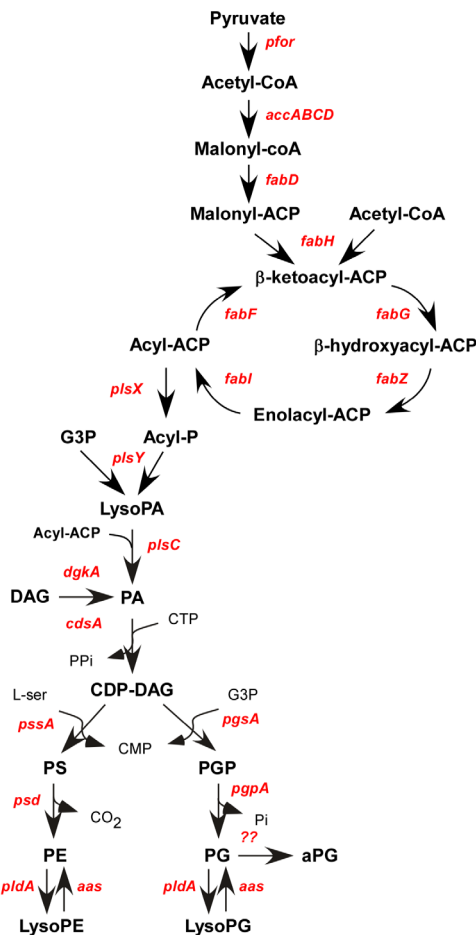 Pyruvate
pfor
Acetyl-CoA
accABCD
Malonyl-coA
fabD
Malonyl-ACP Acetyl-CoA
fabH
β-ketoacyl-ACP
fabF fabG
Acyl-ACP β-hydroxyacyl-ACP
plsX fabI fabZ
Enolacyl-ACP
G3P Acyl-P
plsY
LysoPA
Acyl-ACP plsC
dgkA
DAG PA
cdsA CTP
PPi
CDP-DAG
L-ser G3P
pssA pgsA
CMP
PS PGP
psd pgpA
CO2 Pi
??
PE PG aPG
pldA aas pldA aas
LysoPE LysoPG